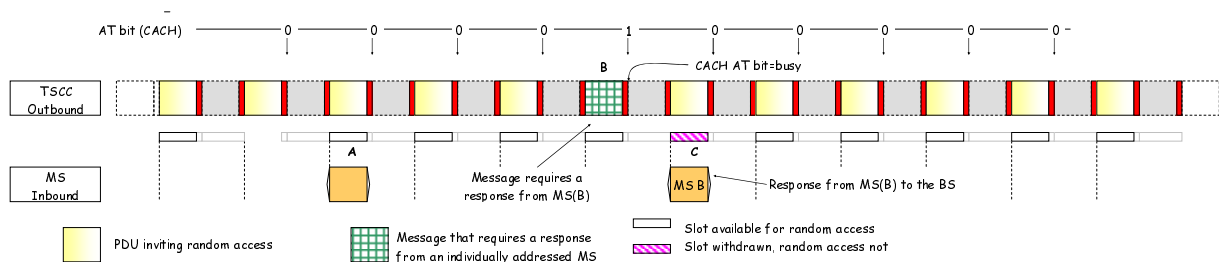 AT bit (CACH) 0 0 0 0 1 0 0 0 0 0
B
CACH AT bit=busy
TSCC
Outbound
A
C
MS
Inbound
Message requires a
response from MS(B)
MS B
Response from MS(B) to the BS
PDU inviting random access
Message that requires a response
from an individually addressed MS
Slot available for random access
Slot withdrawn, random access not